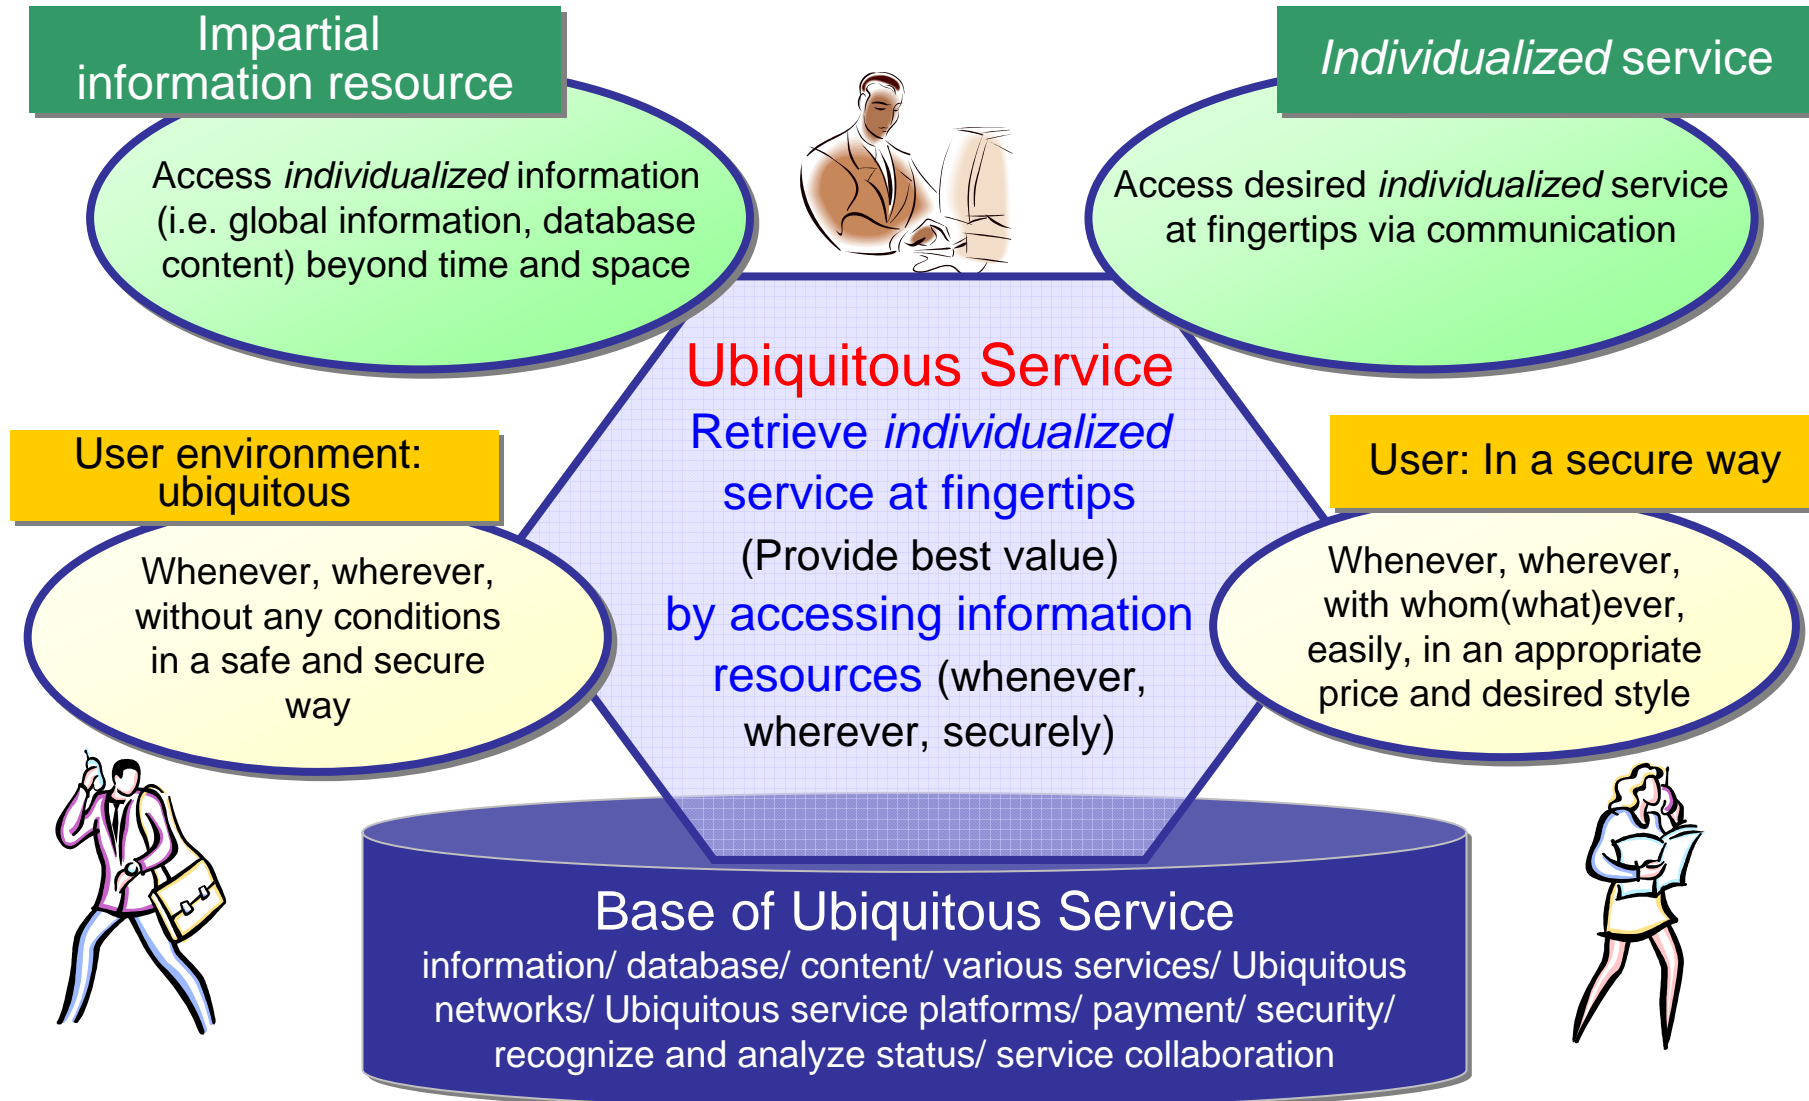 Impartial
information resource
Individualized service
Access individualized information
(i.e. global information, database
content) beyond time and space
Access desired individualized service
at fingertips via communication
Ubiquitous Service
Retrieve individualized
service at fingertips
(Provide best value)
by accessing information
resources (whenever,
wherever, securely)
User environment:
ubiquitous
Whenever, wherever,
without any conditions
in a safe and secure
way
User: In a secure way
Whenever, wherever,
with whom(what)ever,
easily, in an appropriate
price and desired style
Base of Ubiquitous Service
information/ database/ content/ various services/ Ubiquitous
networks/ Ubiquitous service platforms/ payment/ security/
recognize and analyze status/ service collaboration